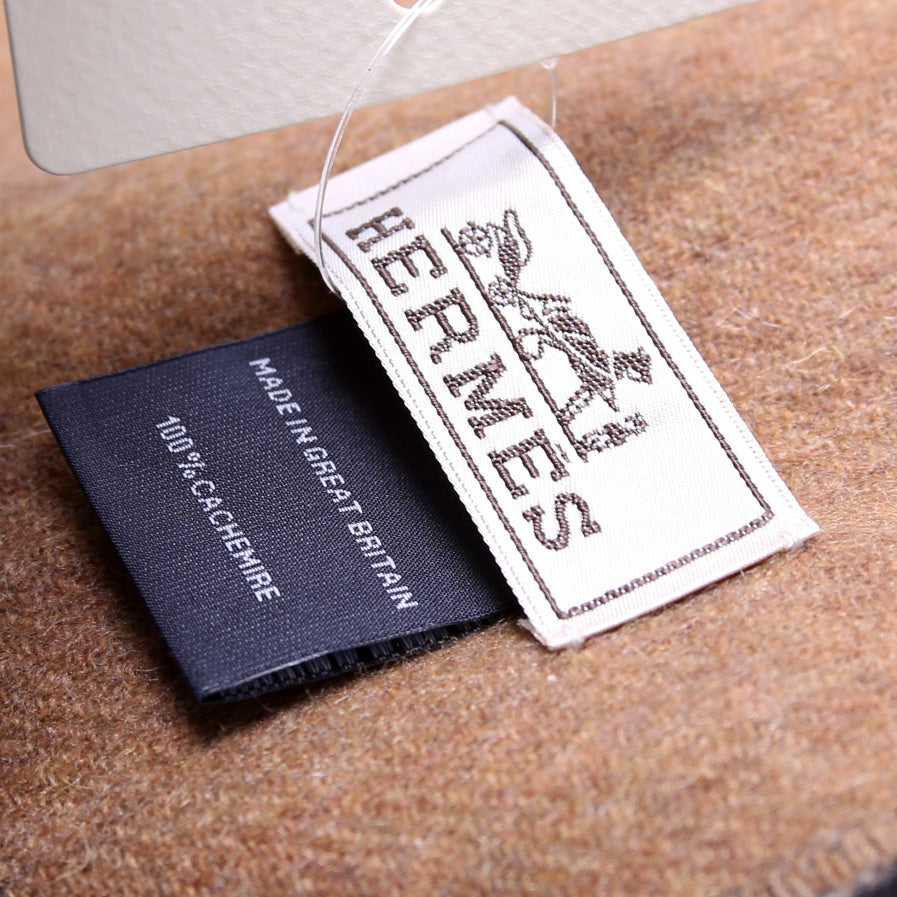 HERMES
MADE IN GREAT BRITAIN
100% CACHEMIRE